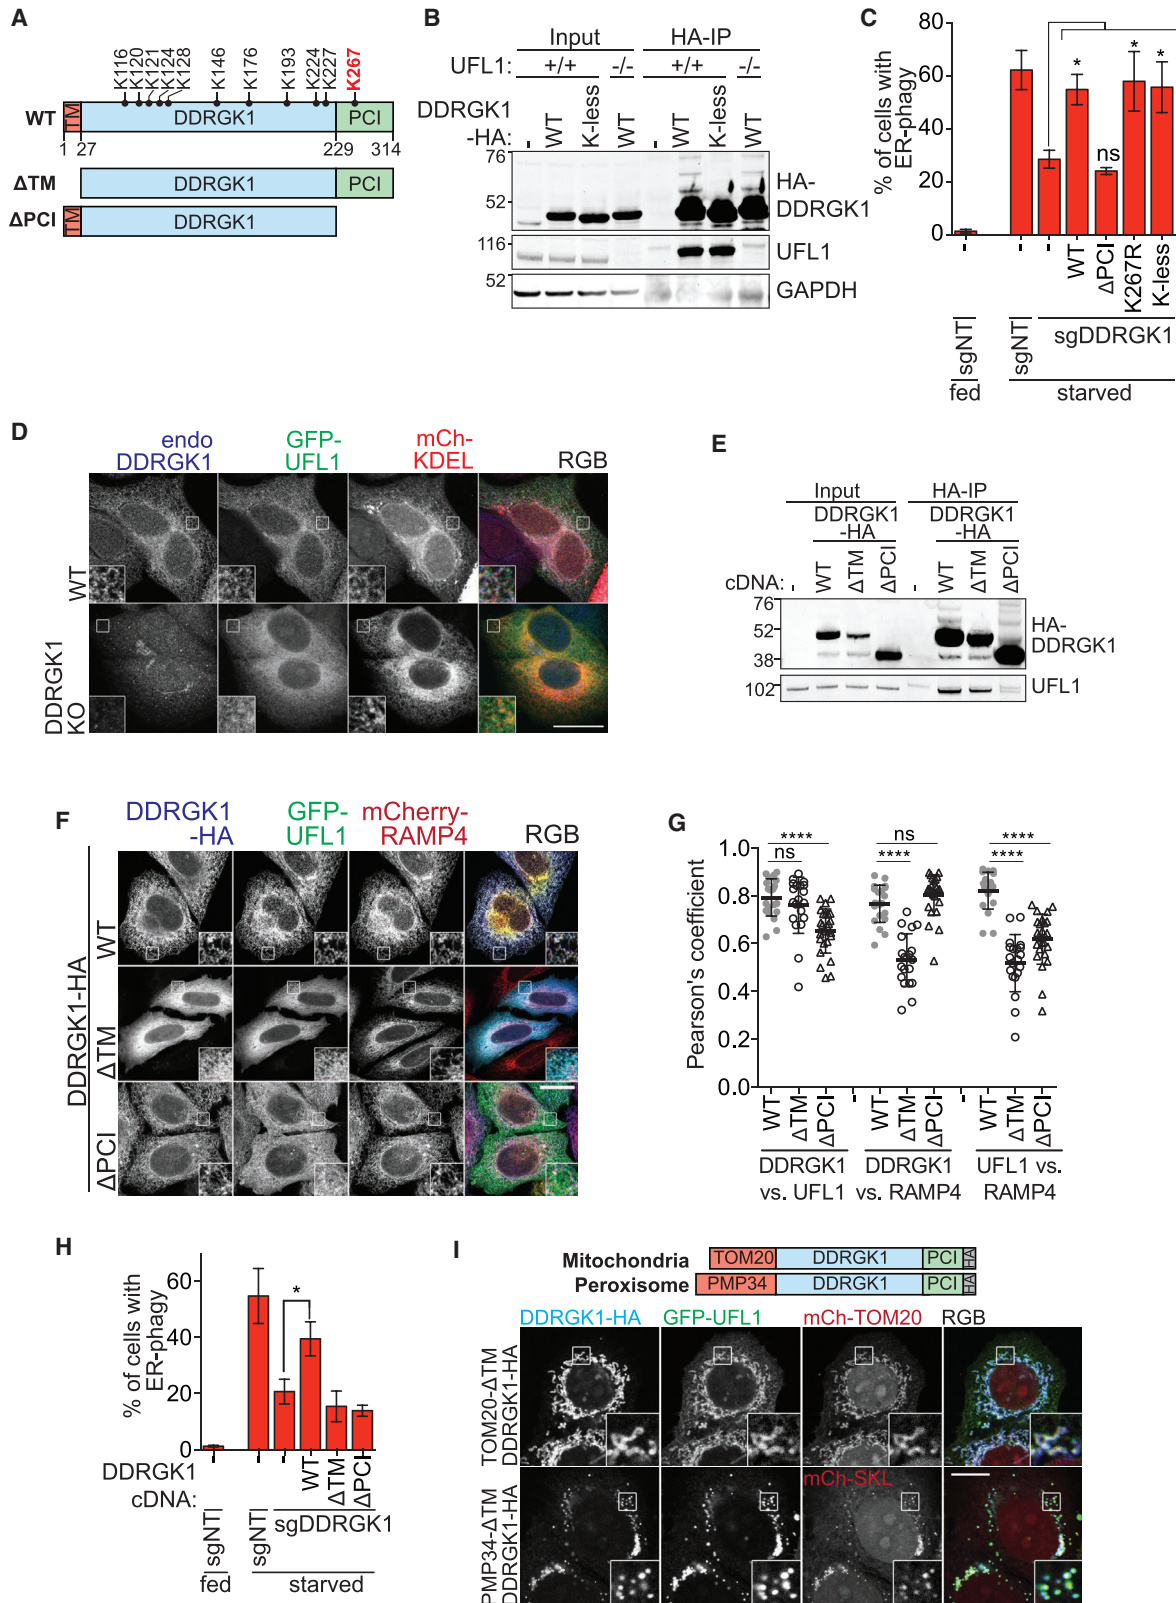 A
K116
K120
K121
K124
K128
K146
K176
K193
K224
K227
K267
WT
TM
DDRGK1
PCI
1 27
229
314
ΔTM
DDRGK1
PCI
ΔPCI
TM
DDRGK1
B
Input
HA-IP
UFL1: +/+ -/- +/+ -/-
DDRGK1
-HA: - WT K-less WT - WT K-less WT
76
52
HA-
DDRGK1
116
UFL1
52
GAPDH
C
% of cells with
ER-phagy
80
60
40
20
0
*
ns
*
*
- - - WT ΔPCI K267R K-less
sgNT
sgNT
sgDDRGK1
fed
starved
D
endo
DDRGK1
GFP-
UFL1
mCh-
KDEL
RGB
WT
DDRGK1
KO
E
Input
HA-IP
DDRGK1
-HA
DDRGK1
-HA
cDNA: - WT ΔTM ΔPCI - WT ΔTM ΔPCI
76
52
38
HA-
DDRGK1
102
UFL1
F
DDRGK1
-HA
GFP-
UFL1
mCherry-
RAMP4
RGB
DDRGK1-HA
WT
ΔTM
ΔPCI
G
Pearson's coefficient
1.0
0.8
0.6
0.4
0.2
0.0
****
ns
ns
****
****
****
WT ΔTM ΔPCI - WT ΔTM ΔPCI - WT ΔTM ΔPCI
DDRGK1
vs. UFL1
DDRGK1
vs. RAMP4
UFL1 vs.
RAMP4
H
% of cells with
ER-phagy
60
40
20
0
*
DDRGK1
cDNA:
- - - WT ΔTM ΔPCI
sgNT
sgNT
sgDDRGK1
fed
starved
I
Mitochondria
TOM20
DDRGK1
PCI
HA
Peroxisome
PMP34
DDRGK1
PCI
HA
DDRGK1-HA
GFP-UFL1
mCh-TOM20
RGB
TOM20-ΔTM
DDRGK1-HA
mCh-SKL
PMP34-ΔTM
DDRGK1-HA